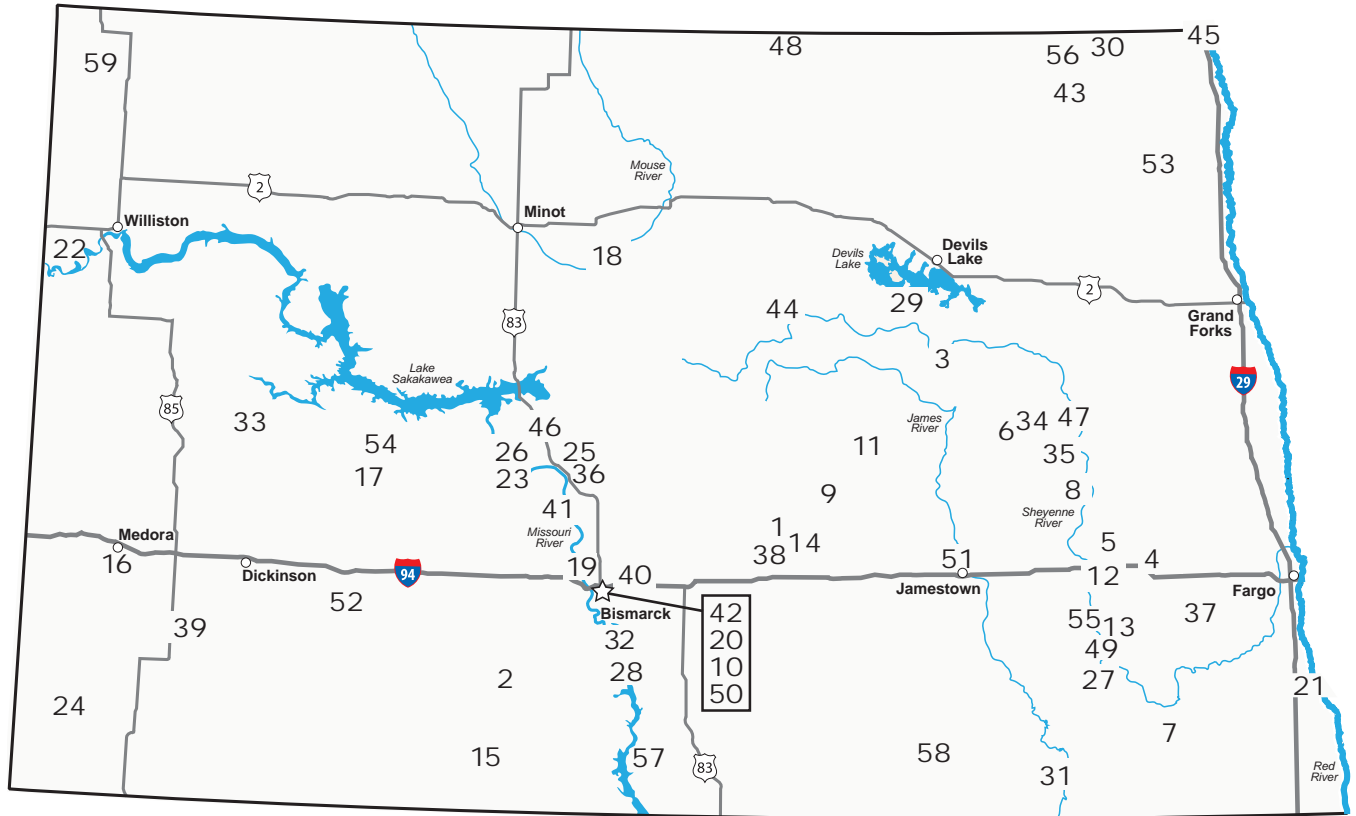 45
48
56
30
59
43
53
Mouse
River
2
Minot
Williston
22
18
Devils
Lake
Devils
Lake
2
29
44
Grand
Forks
83
3
Lake
Sakakawea
29
85
33
46
James
River
6
34
47
54
26
25
11
35
17
23
36
9
8
41
Sheyenne
River
Missouri
River
1
14
38
5
Medora
16
19
40
51
12
4
94
Dickinson
Jamestown
Fargo
52
Bismarck
42
20
10
50
39
32
55
13
37
49
2
28
27
21
24
7
15
57
83
58
31
Red
River